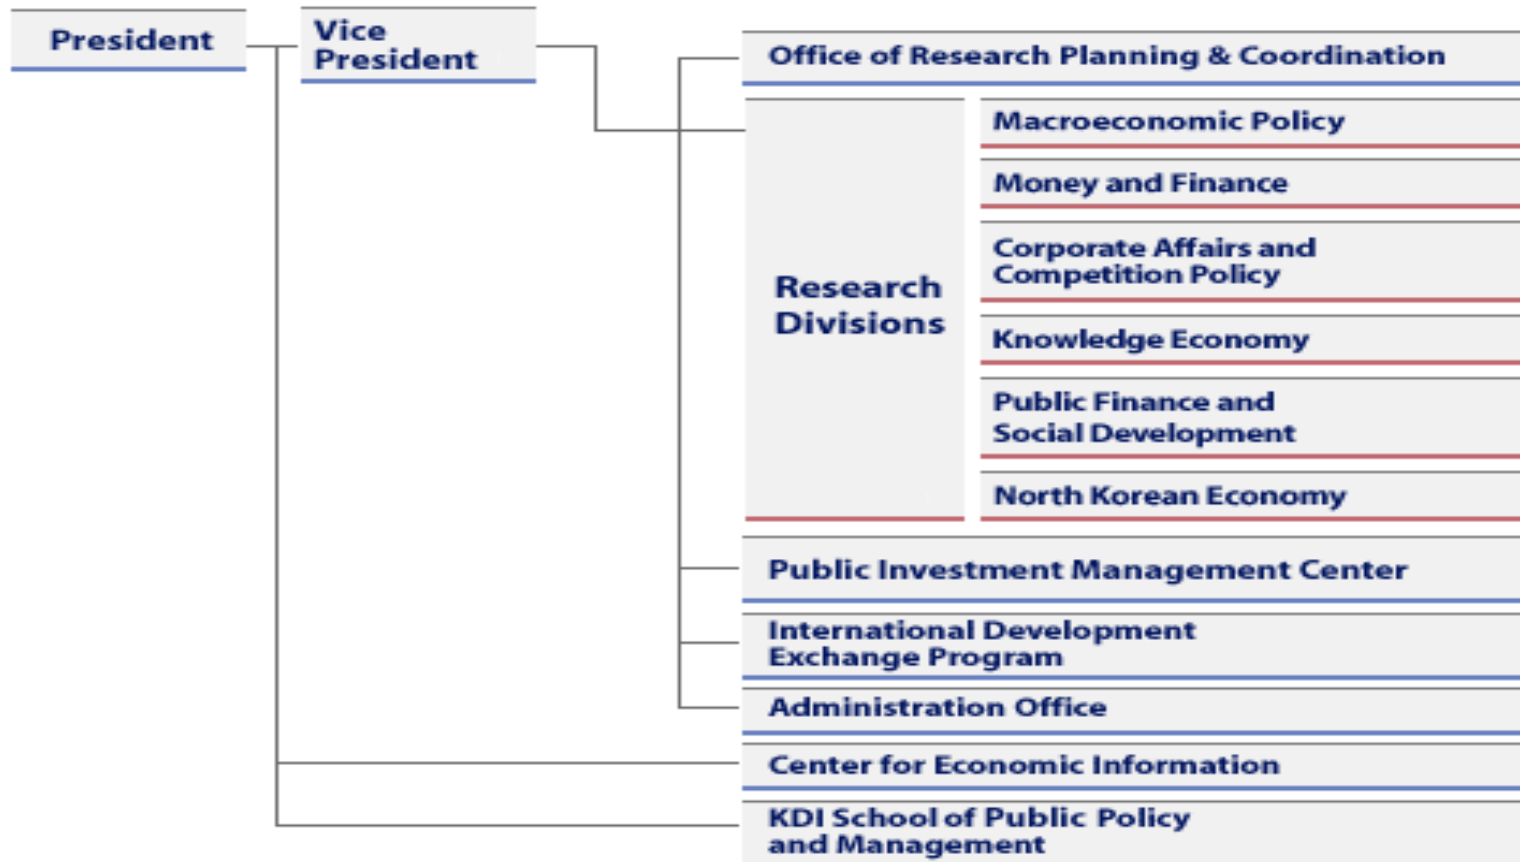 President
Vice
President
Office of Research Planning & Coordination
Research
Divisions
Macroeconomic Policy
Money and Finance
Corporate Affairs and
Competition Policy
Knowledge Economy
Public Finance and
Social Development
North Korean Economy
Public Investment Management Center
International Development
Exchange Program
Administration Office
Center for Economic Information
KDI School of Public Policy
and Management